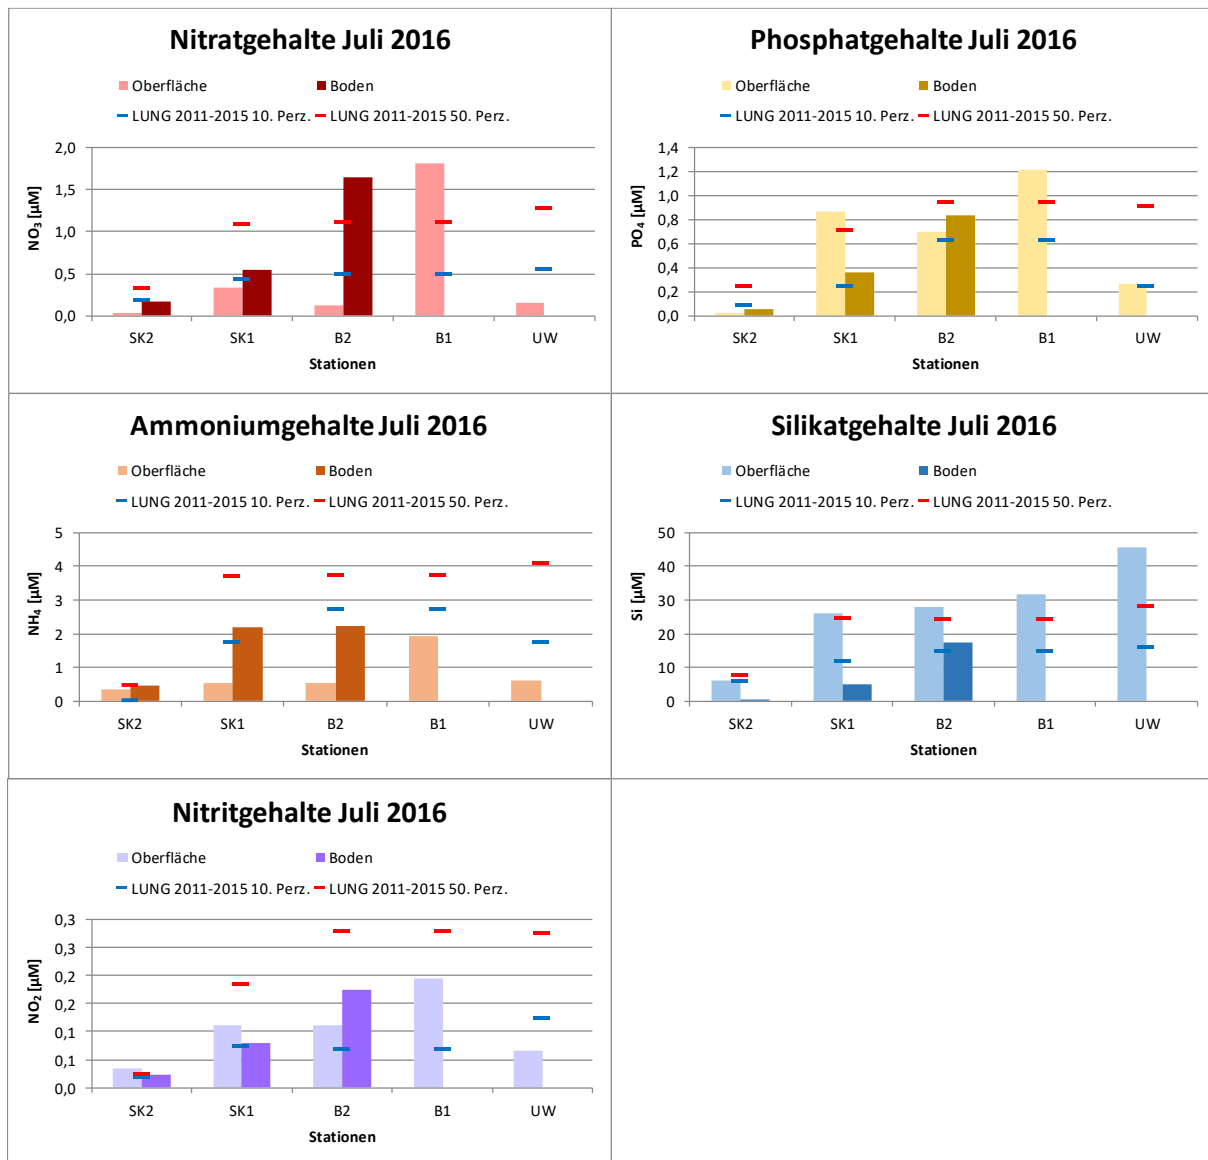 Nitratgehalte Juli 2016
Oberfläche Boden
LUNG 2011-2015 10. Perz. LUNG 2011-2015 50. Perz.
2,0
1,5
1,0
0,5
0,0
NO₃ [µM]
SK2 SK1 B2 B1 UW
Stationen
Phosphatgehalte Juli 2016
Oberfläche Boden
LUNG 2011-2015 10. Perz. LUNG 2011-2015 50. Perz.
1,4
1,2
1,0
0,8
0,6
0,4
0,2
0,0
PO₄ [µM]
SK2 SK1 B2 B1 UW
Stationen
Ammoniumgehalte Juli 2016
Oberfläche Boden
LUNG 2011-2015 10. Perz. LUNG 2011-2015 50. Perz.
5
4
3
2
1
0
NH₄ [µM]
SK2 SK1 B2 B1 UW
Stationen
Silikatgehalte Juli 2016
Oberfläche Boden
LUNG 2011-2015 10. Perz. LUNG 2011-2015 50. Perz.
50
40
30
20
10
0
Si [µM]
SK2 SK1 B2 B1 UW
Stationen
Nitritgehalte Juli 2016
Oberfläche Boden
LUNG 2011-2015 10. Perz. LUNG 2011-2015 50. Perz.
0,3
0,3
0,2
0,2
0,1
0,1
0,0
NO₂ [µM]
SK2 SK1 B2 B1 UW
Stationen